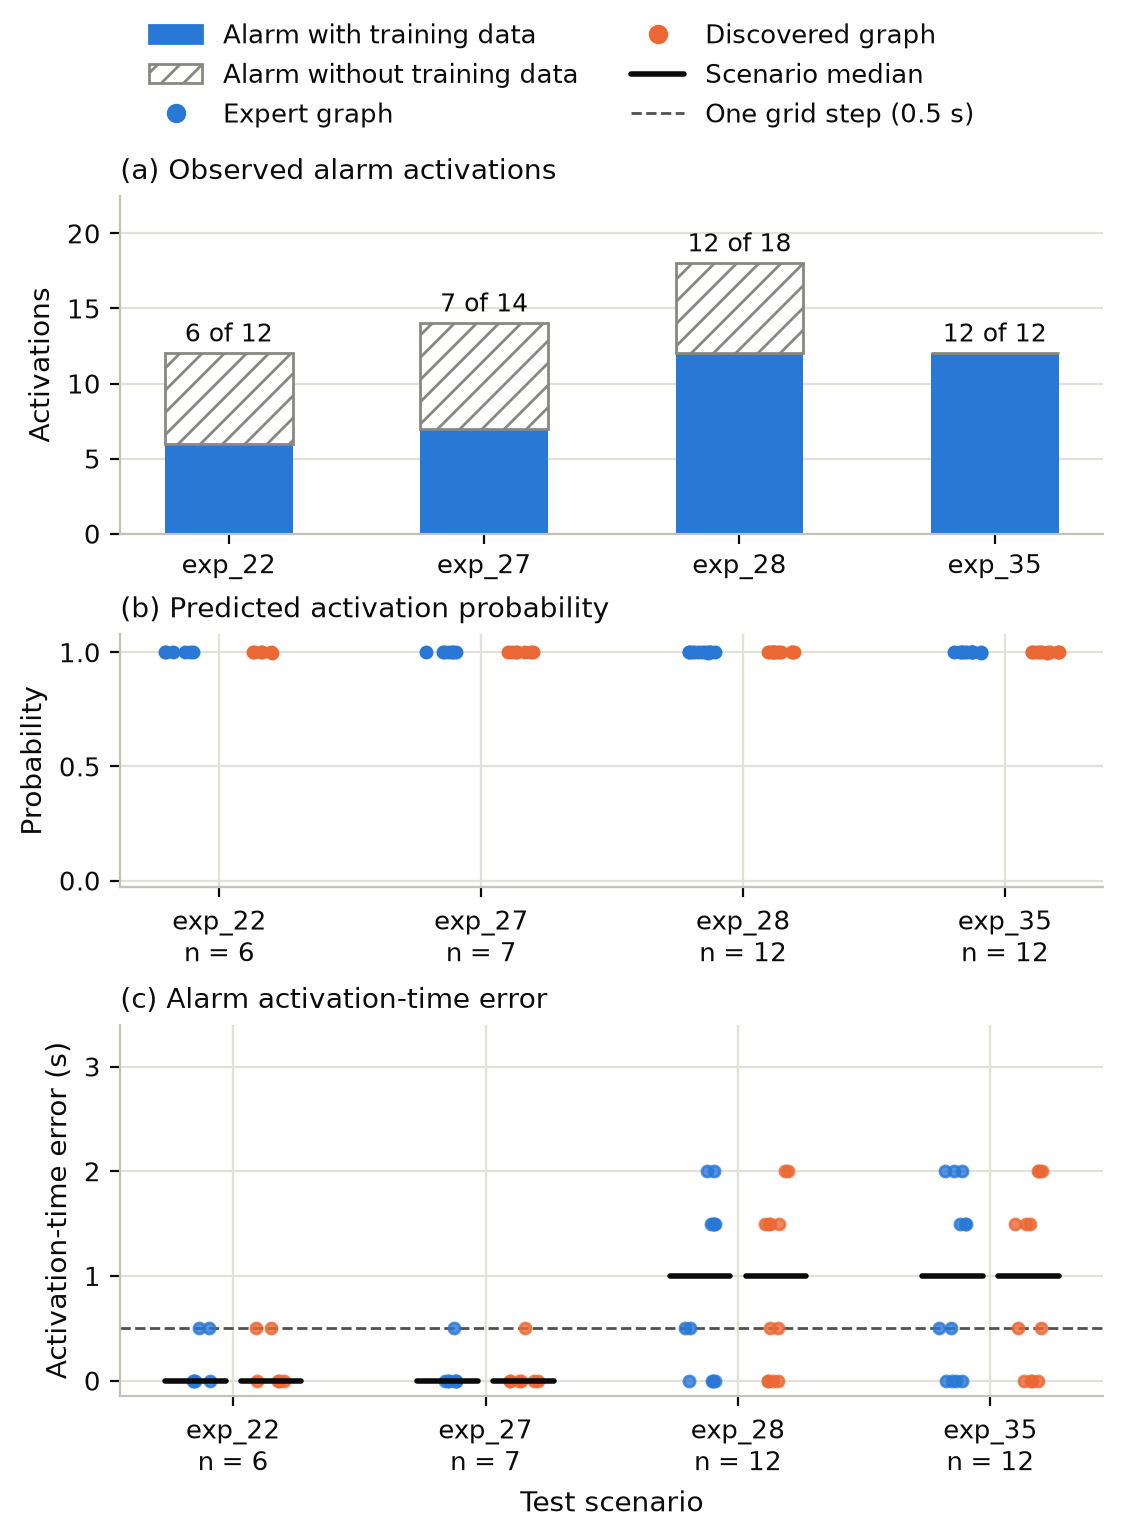 Alarm with training data
Alarm without training data
Expert graph
Discovered graph
Scenario median
One grid step (0.5 s)
(a) Observed alarm activations
Activations
20
15
10
5
0
6 of 12
7 of 14
12 of 18
12 of 12
exp_22
exp_27
exp_28
exp_35
(b) Predicted activation probability
Probability
1.0
0.5
0.0
exp_22
n = 6
exp_27
n = 7
exp_28
n = 12
exp_35
n = 12
(c) Alarm activation-time error
Activation-time error (s)
3
2
1
0
exp_22
n = 6
exp_27
n = 7
exp_28
n = 12
exp_35
n = 12
Test scenario